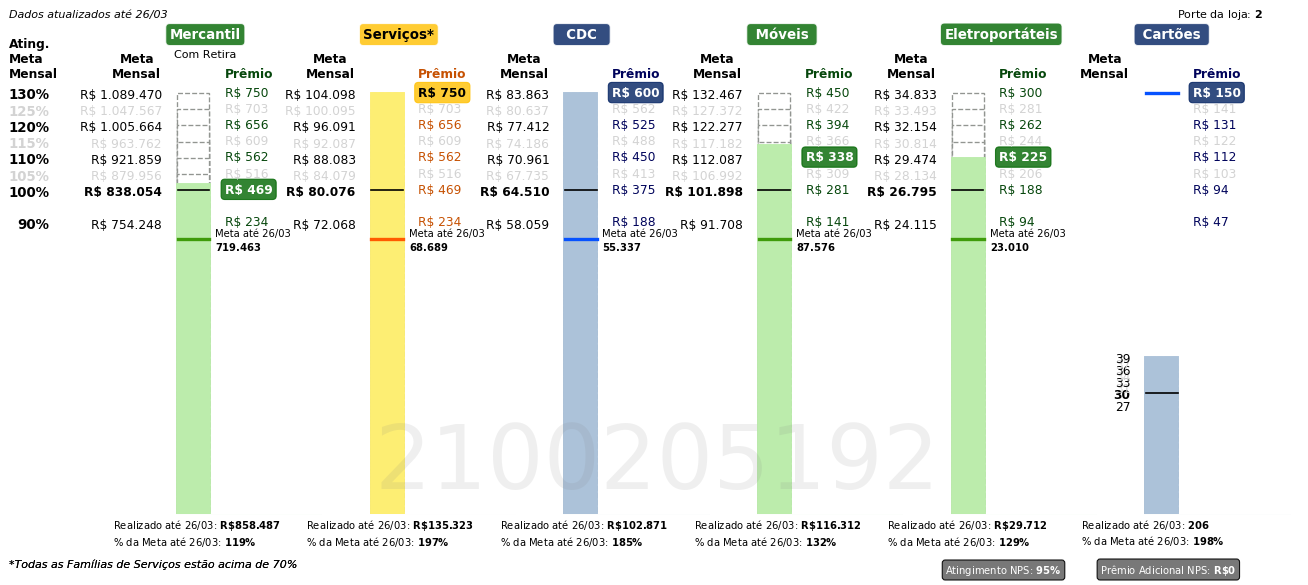 Dados atualizados até 26/03
Porte da loja: 2
Mercantil Serviços* CDC Móveis Eletroportáteis Cartões
Ating. Meta Mensal
Com Retira
Meta Mensal Prêmio Meta Mensal Prêmio Meta Mensal Prêmio Meta Mensal Prêmio Meta Mensal Prêmio Meta Mensal Prêmio
130% R$ 1.089.470 R$ 750 R$ 104.098 R$ 750 R$ 83.863 R$ 600 R$ 132.467 R$ 450 R$ 34.833 R$ 300 R$ 150
125% R$ 1.047.567 R$ 703 R$ 100.095 R$ 703 R$ 80.637 R$ 562 R$ 127.372 R$ 422 R$ 33.493 R$ 281 R$ 141
120% R$ 1.005.664 R$ 656 R$ 96.091 R$ 656 R$ 77.412 R$ 525 R$ 122.277 R$ 394 R$ 32.154 R$ 262 R$ 131
115% R$ 963.762 R$ 609 R$ 92.087 R$ 609 R$ 74.186 R$ 488 R$ 117.182 R$ 366 R$ 30.814 R$ 244 R$ 122
110% R$ 921.859 R$ 562 R$ 88.083 R$ 562 R$ 70.961 R$ 450 R$ 112.087 R$ 338 R$ 29.474 R$ 225 R$ 112
105% R$ 879.956 R$ 516 R$ 84.079 R$ 516 R$ 67.735 R$ 413 R$ 106.992 R$ 309 R$ 28.134 R$ 206 R$ 103
100% R$ 838.054 R$ 469 R$ 80.076 R$ 469 R$ 64.510 R$ 375 R$ 101.898 R$ 281 R$ 26.795 R$ 188 R$ 94
90% R$ 754.248 R$ 234 R$ 72.068 R$ 234 R$ 58.059 R$ 188 R$ 91.708 R$ 141 R$ 24.115 R$ 94 R$ 47
Meta até 26/03 Meta até 26/03 Meta até 26/03 Meta até 26/03 Meta até 26/03
719.463 68.689 55.337 87.576 23.010
39
36
33
30
27
2100205192
Realizado até 26/03: R$858.487 Realizado até 26/03: R$135.323 Realizado até 26/03: R$102.871 Realizado até 26/03: R$116.312 Realizado até 26/03: R$29.712 Realizado até 26/03: 206
% da Meta até 26/03: 119% % da Meta até 26/03: 197% % da Meta até 26/03: 185% % da Meta até 26/03: 132% % da Meta até 26/03: 129% % da Meta até 26/03: 198%
*Todas as Famílias de Serviços estão acima de 70%
Atingimento NPS: 95% Prêmio Adicional NPS: R$0